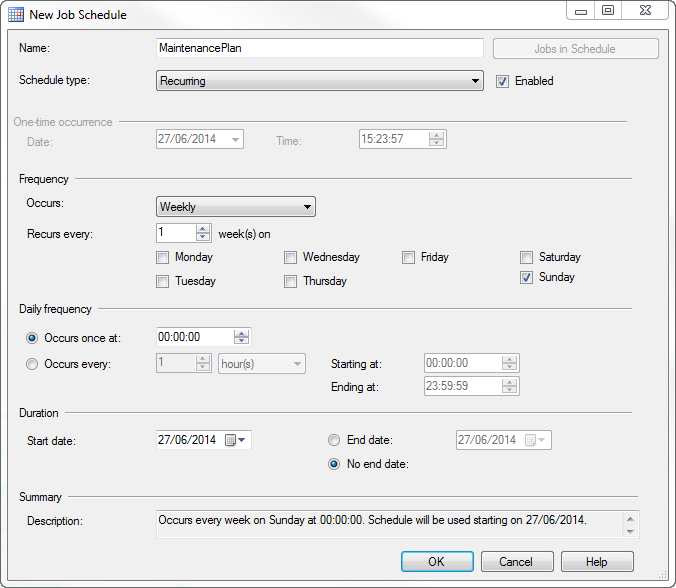 New Job Schedule
Name: MaintenancePlan Jobs in Schedule
Schedule type: Recurring Enabled
One-time occurrence
Date: 27/06/2014 Time: 15:23:57
Frequency
Occurs: Weekly
Recurs every: 1 week(s) on
Monday Wednesday Friday Saturday
Tuesday Thursday Sunday
Daily frequency
Occurs once at: 00:00:00
Occurs every: 1 hour(s) Starting at: 00:00:00
Ending at: 23:59:59
Duration
Start date: 27/06/2014 End date: 27/06/2014
No end date:
Summary
Description: Occurs every week on Sunday at 00:00:00. Schedule will be used starting on 27/06/2014.
OK Cancel Help